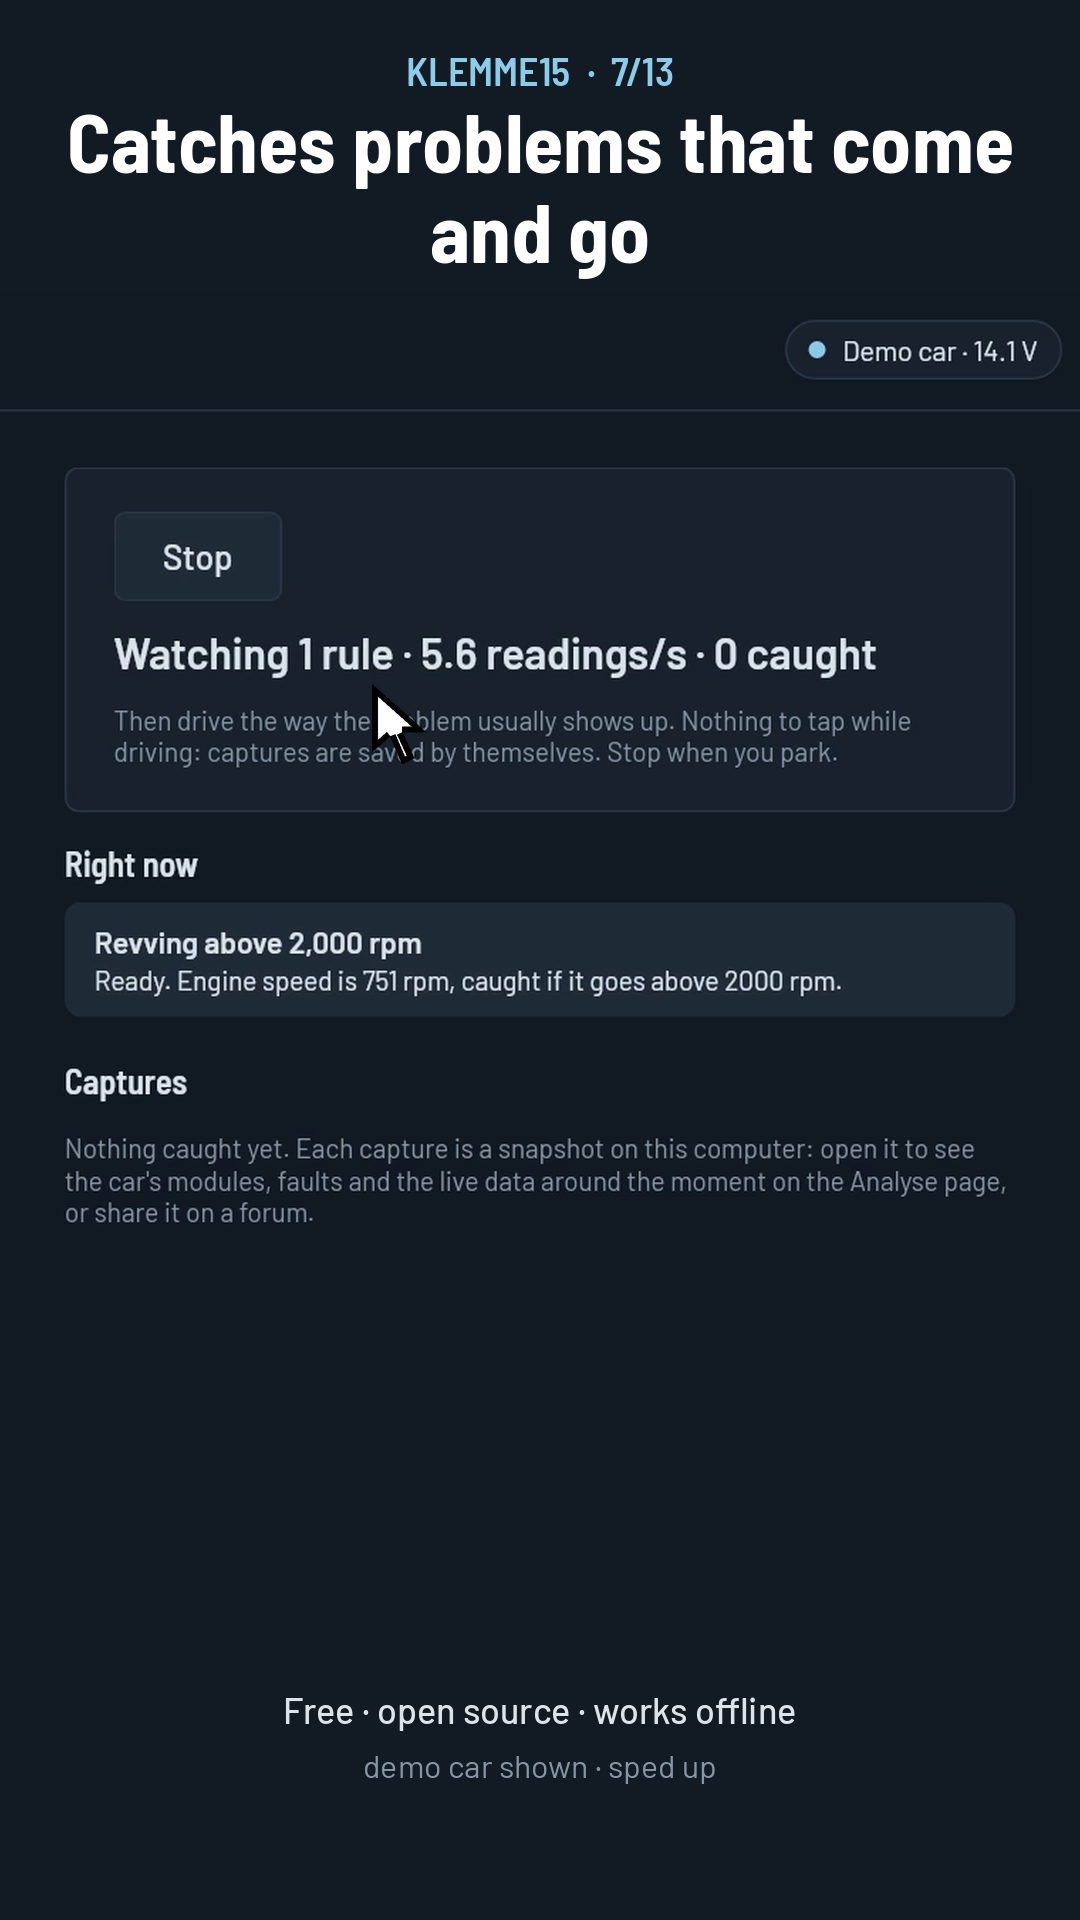 KLEMME15 · 7/13
Catches problems that come
and go
Demo car · 14.1 V
Stop
Watching 1 rule · 5.6 readings/s · 0 caught
Then drive the way the blem usually shows up. Nothing to tap while
driving: captures are saved by themselves. Stop when you park.
Right now
Revving above 2,000 rpm
Ready. Engine speed is 751 rpm, caught if it goes above 2000 rpm.
Captures
Nothing caught yet. Each capture is a snapshot on this computer: open it to see
the car's modules, faults and the live data around the moment on the Analyse page,
or share it on a forum.
Free · open source · works offline
demo car shown · sped up